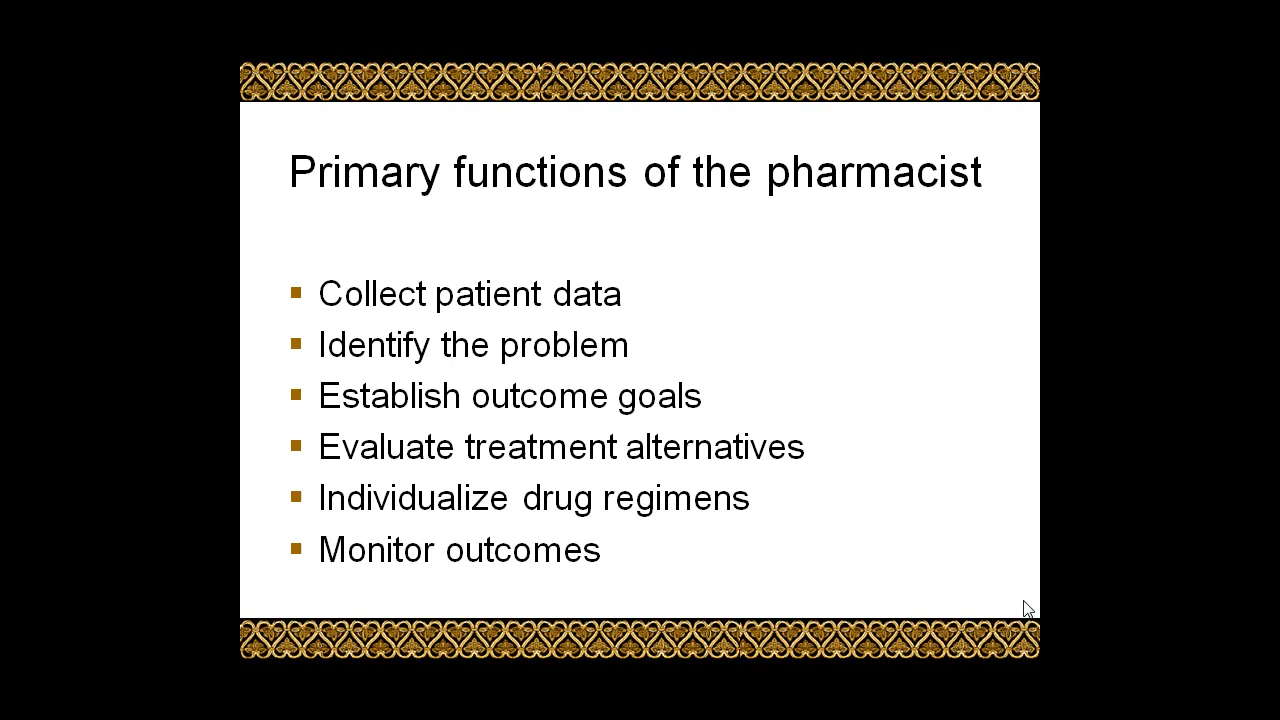 Primary functions of the pharmacist
Collect patient data
Identify the problem
Establish outcome goals
Evaluate treatment alternatives
Individualize drug regimens
Monitor outcomes